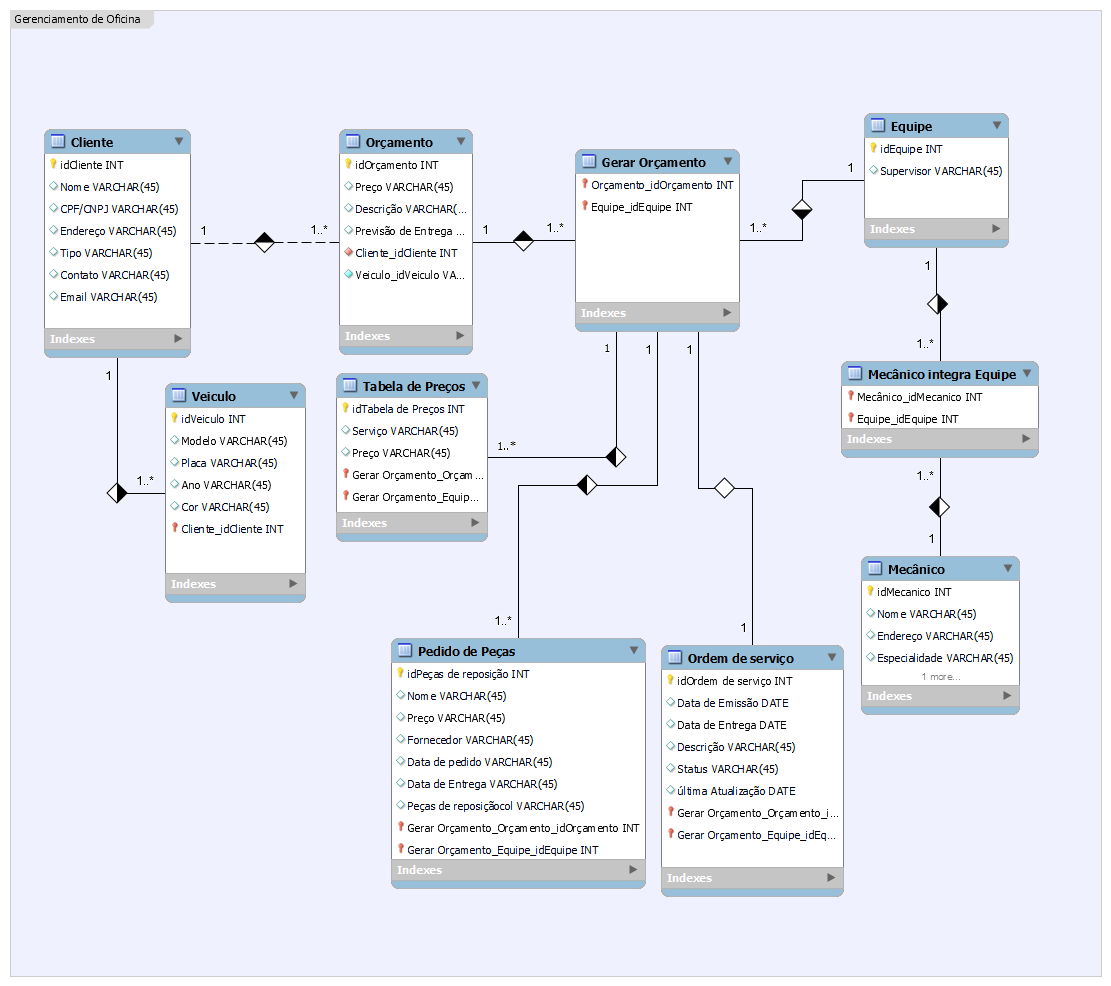 Gerenciamento de Oficina
Cliente
idCliente INT
Nome VARCHAR(45)
CPF/CNPJ VARCHAR(45)
Endereço VARCHAR(45)
Tipo VARCHAR(45)
Contato VARCHAR(45)
Email VARCHAR(45)
Indexes
1
1..*
1
1..*
Orçamento
idOrçamento INT
Preço VARCHAR(45)
Descrição VARCHAR(...
Previsão de Entrega ...
Cliente_idCliente INT
Veiculo_idVeiculo VA...
Indexes
1
1..*
Gerar Orçamento
Orçamento_idOrçamento INT
Equipe_idEquipe INT
Indexes
1..*
1
1
1
1
Equipe
idEquipe INT
Supervisor VARCHAR(45)
Indexes
1
1..*
Veiculo
idVeiculo INT
Modelo VARCHAR(45)
Placa VARCHAR(45)
Ano VARCHAR(45)
Cor VARCHAR(45)
Cliente_idCliente INT
Indexes
Tabela de Preços
idTabela de Preços INT
Serviço VARCHAR(45)
Preço VARCHAR(45)
Gerar Orçamento_Orçam...
Gerar Orçamento_Equip...
Indexes
1..*
Mecânico integra Equipe
Mecânico_idMecanico INT
Equipe_idEquipe INT
Indexes
1..*
1
Mecânico
idMecanico INT
Nome VARCHAR(45)
Endereço VARCHAR(45)
Especialidade VARCHAR(45)
1 more...
Indexes
1..*
Pedido de Peças
idPeças de reposição INT
Nome VARCHAR(45)
Preço VARCHAR(45)
Fornecedor VARCHAR(45)
Data de pedido VARCHAR(45)
Data de Entrega VARCHAR(45)
Peças de reposiçãocol VARCHAR(45)
Gerar Orçamento_Orçamento_idOrçamento INT
Gerar Orçamento_Equipe_idEquipe INT
Indexes
1
Ordem de serviço
idOrdem de serviço INT
Data de Emissão DATE
Data de Entrega DATE
Descrição VARCHAR(45)
Status VARCHAR(45)
última Atualização DATE
Gerar Orçamento_Orçamento_i...
Gerar Orçamento_Equipe_idEq...
Indexes